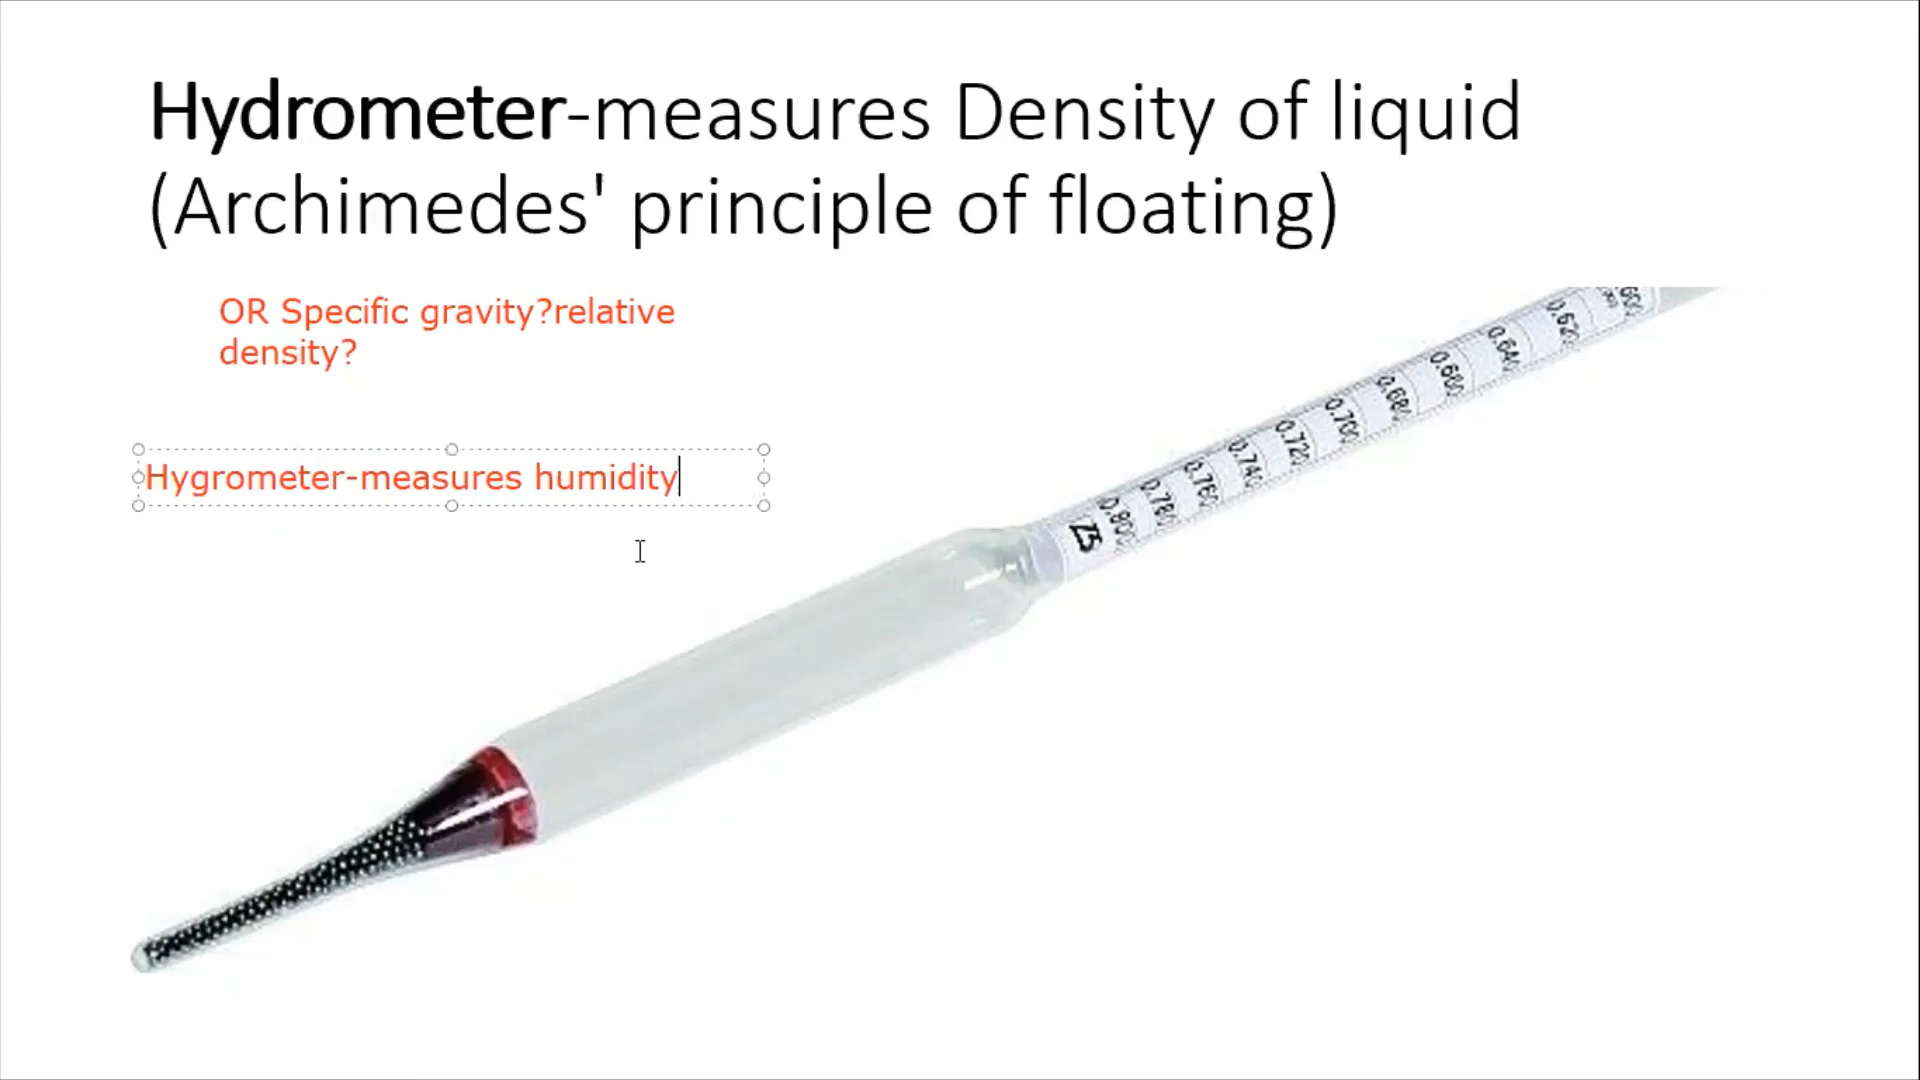 Hydrometer-measures Density of liquid
(Archimedes' principle of floating)
OR Specific gravity?relative
density?
Hygrometer-measures humidity
0.620
0.640
0.660
0.680
0.700
0.720
0.740
0.760
0.780
0.800